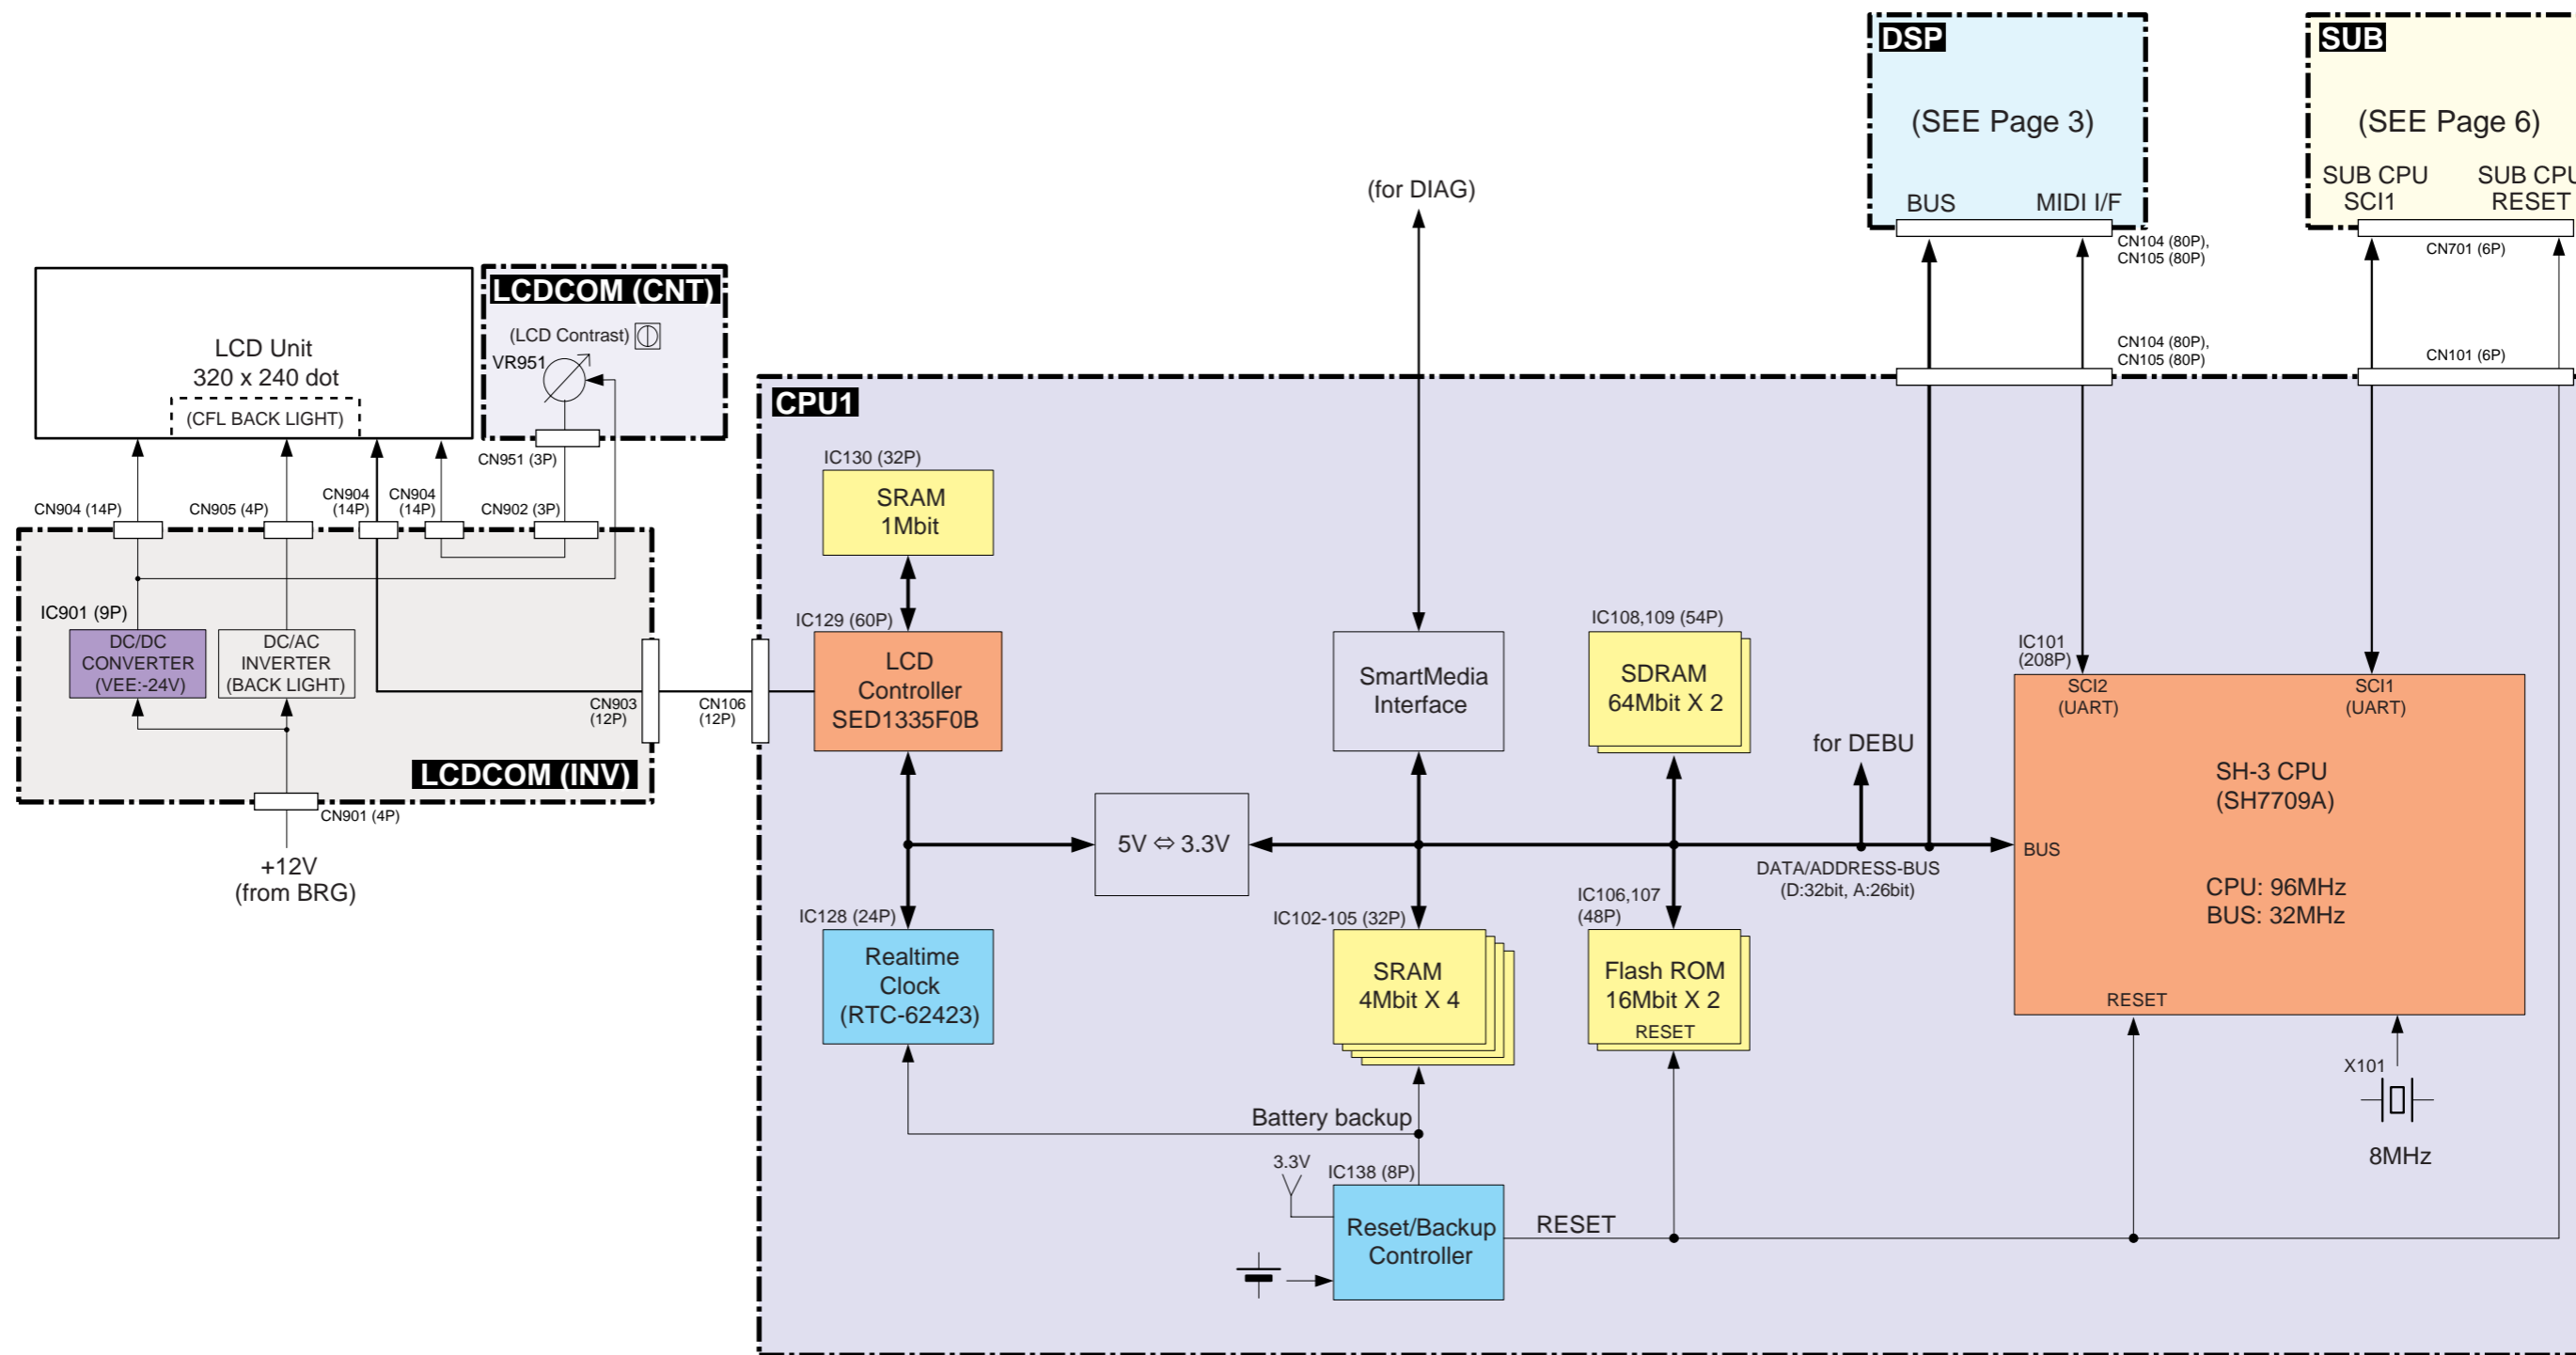 DSP
(SEE Page 3)
BUS
MIDI I/F
CN104 (80P),
CN105 (80P)
SUB
(SEE Page 6)
SUB CPU
SCI1
SUB CPU
RESET
CN701 (6P)
(for DIAG)
CN104 (80P),
CN105 (80P)
CN101 (6P)
LCD Unit
320 x 240 dot
(CFL BACK LIGHT)
LCDCOM (CNT)
(LCD Contrast)
VR951
CN951 (3P)
CN904 (14P)
CN905 (4P)
CN904
(14P)
CN904
(14P)
CN902 (3P)
IC901 (9P)
DC/DC
CONVERTER
(VEE:-24V)
DC/AC
INVERTER
(BACK LIGHT)
CN903
(12P)
LCDCOM (INV)
CN901 (4P)
+12V
(from BRG)
CN106
(12P)
CPU1
IC130 (32P)
SRAM
1Mbit
IC129 (60P)
LCD
Controller
SED1335F0B
SmartMedia
Interface
IC108,109 (54P)
SDRAM
64Mbit X 2
for DEBU
IC101
(208P)
SCI2
(UART)
SCI1
(UART)
SH-3 CPU
(SH7709A)
BUS
CPU: 96MHz
BUS: 32MHz
RESET
5V ⇔ 3.3V
DATA/ADDRESS-BUS
(D:32bit, A:26bit)
IC128 (24P)
Realtime
Clock
(RTC-62423)
IC102-105 (32P)
SRAM
4Mbit X 4
IC106,107
(48P)
Flash ROM
16Mbit X 2
RESET
X101
8MHz
Battery backup
3.3V
IC138 (8P)
Reset/Backup
Controller
RESET